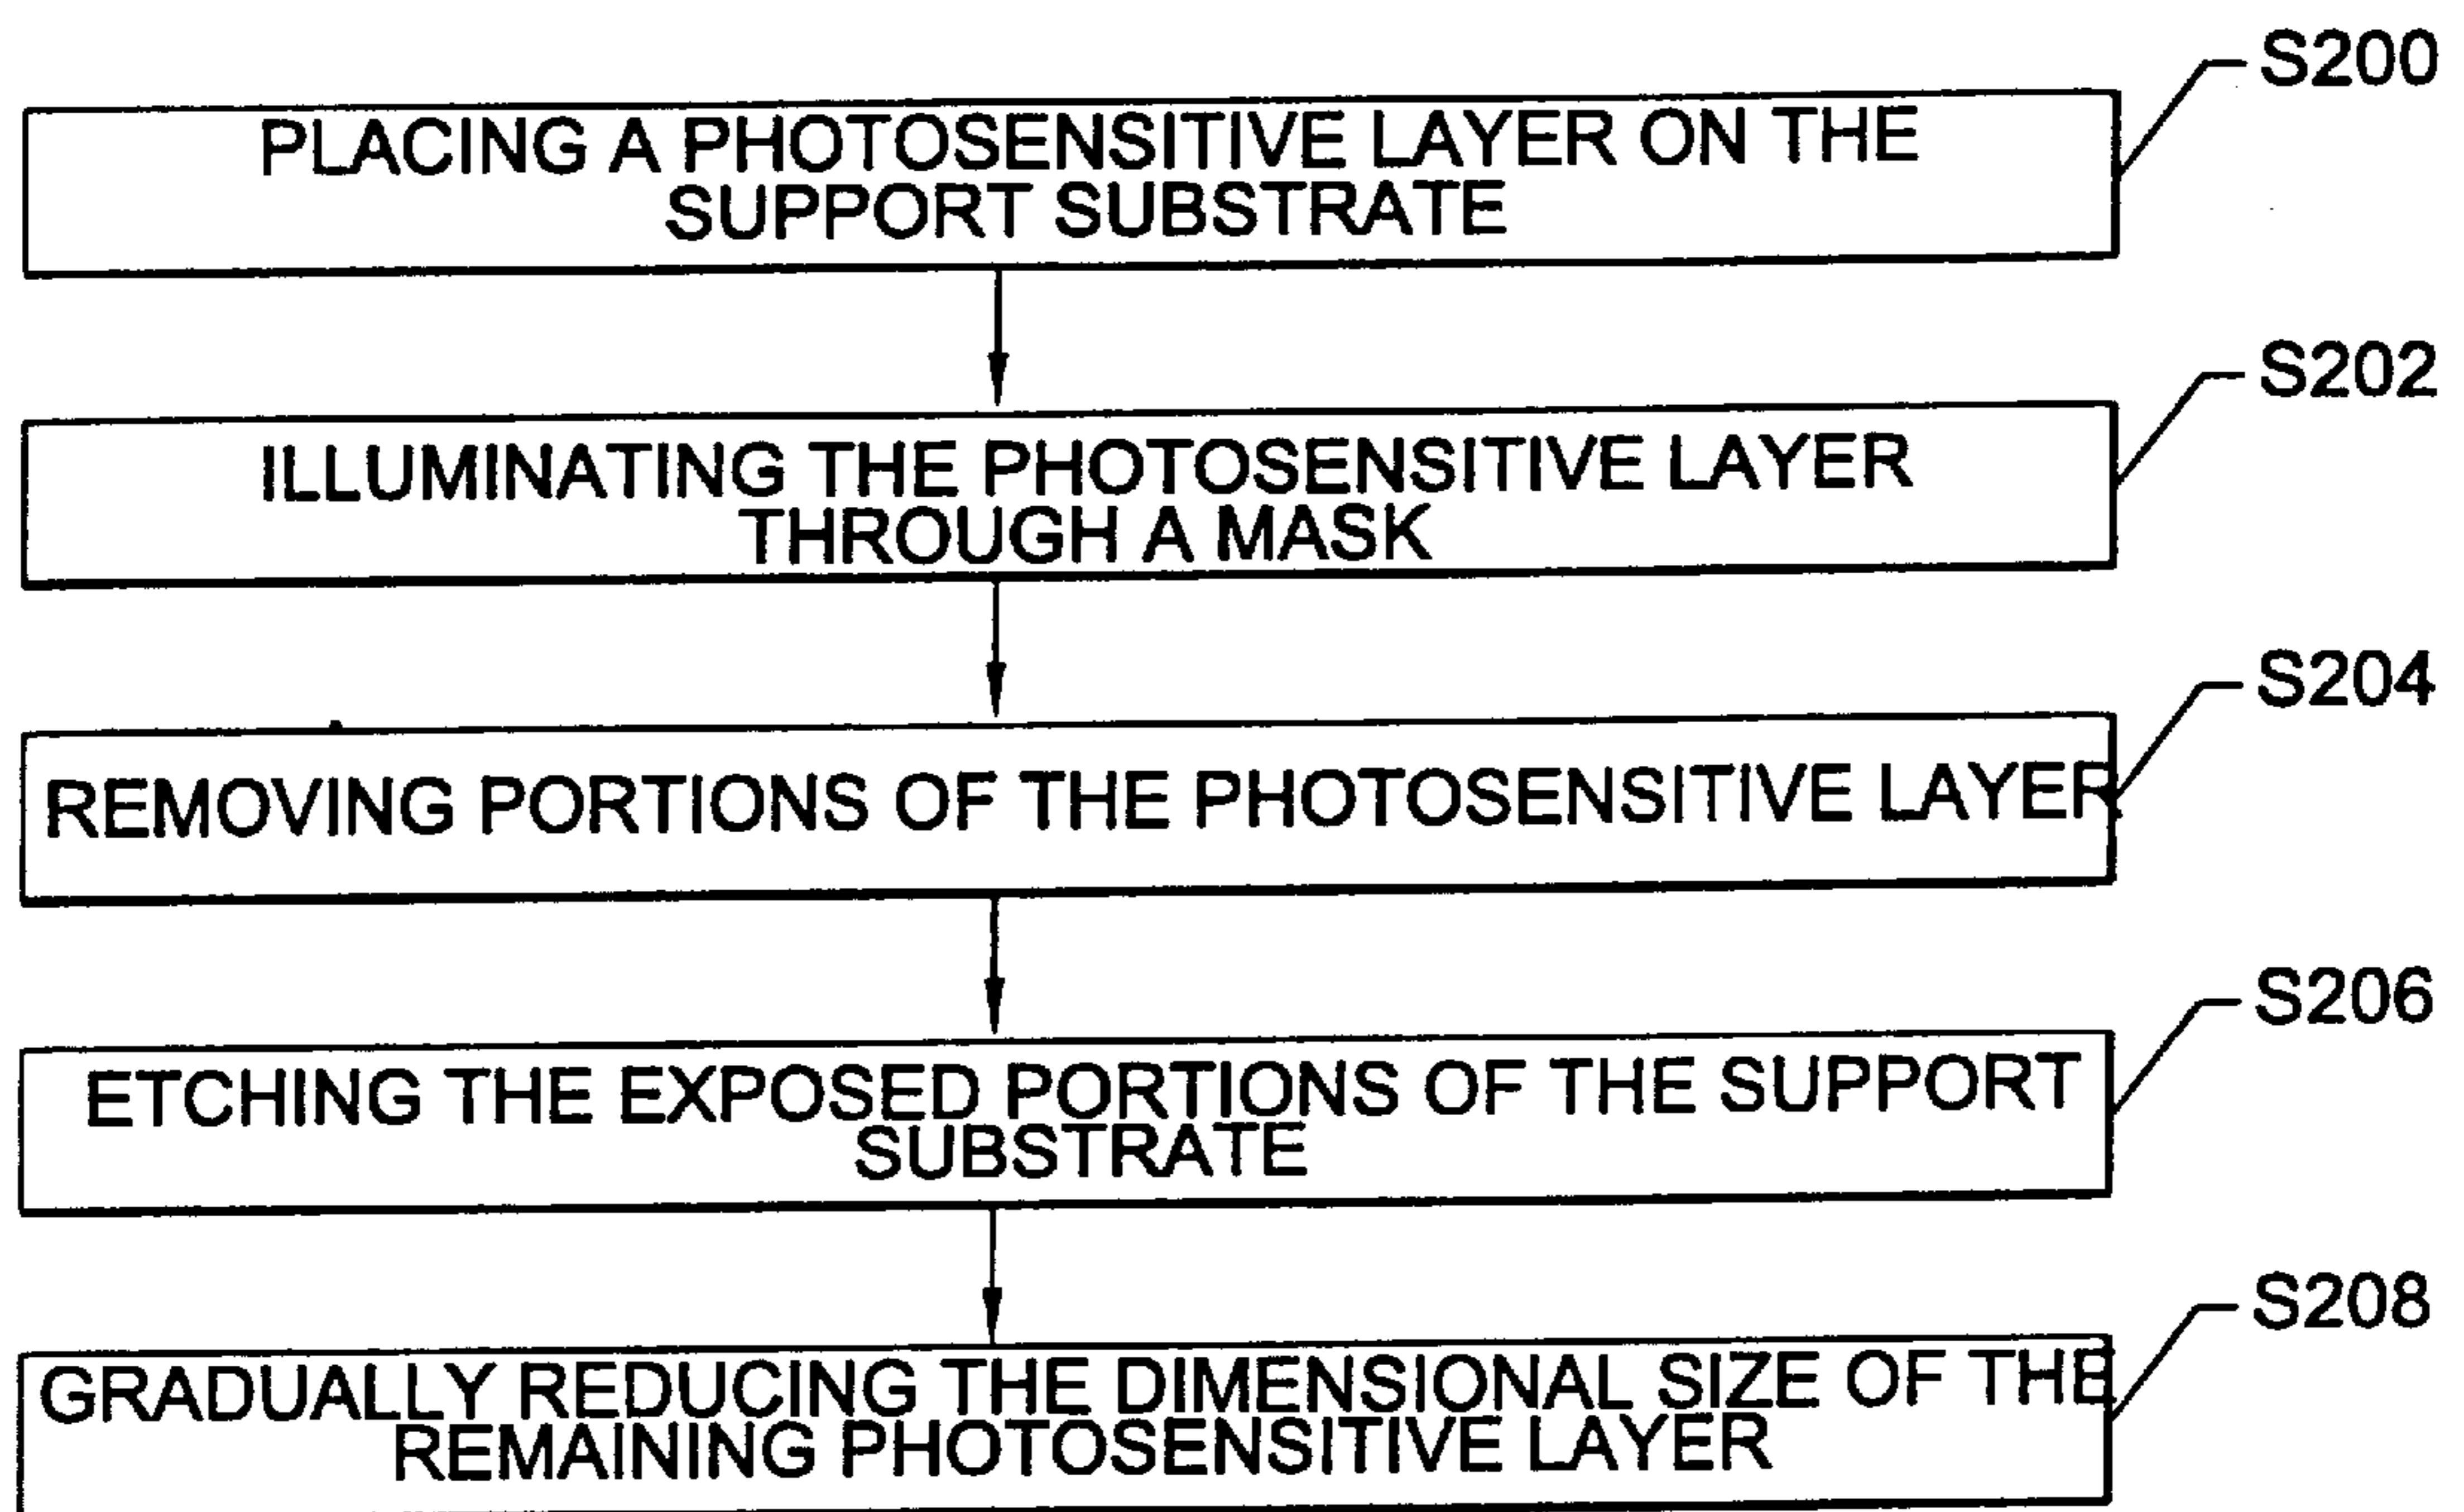 S200
PLACING A PHOTOSENSITIVE LAYER ON THE
SUPPORT SUBSTRATE
S202
ILLUMINATING THE PHOTOSENSITIVE LAYER
THROUGH A MASK
S204
REMOVING PORTIONS OF THE PHOTOSENSITIVE LAYER
S206
ETCHING THE EXPOSED PORTIONS OF THE SUPPORT
SUBSTRATE
S208
GRADUALLY REDUCING THE DIMENSIONAL SIZE OF THE
REMAINING PHOTOSENSITIVE LAYER